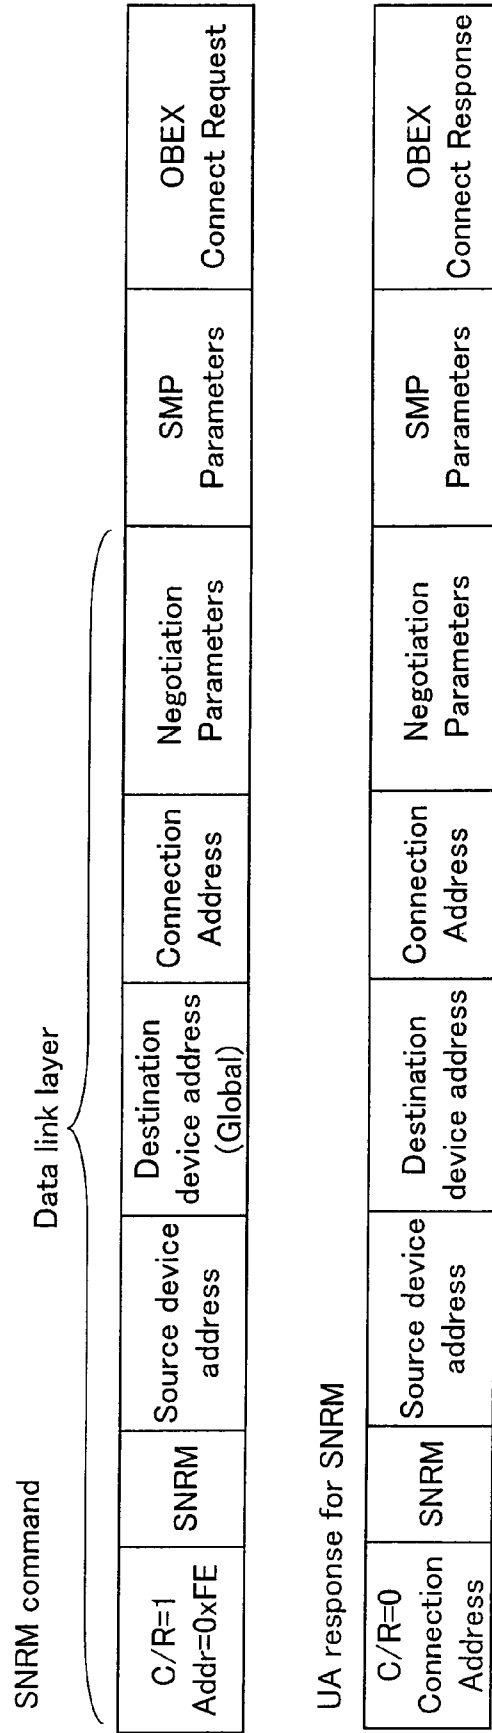 SNRM command
Data link layer
C/R=1
Addr=0xFE
SNRM
Source device
address
Destination
device address
(Global)
Connection
Address
Negotiation
Parameters
SMP
Parameters
OBEX
Connect Request
UA response for SNRM
C/R=0
Connection
Address
SNRM
Source device
address
Destination
device address
Connection
Address
Negotiation
Parameters
SMP
Parameters
OBEX
Connect Response